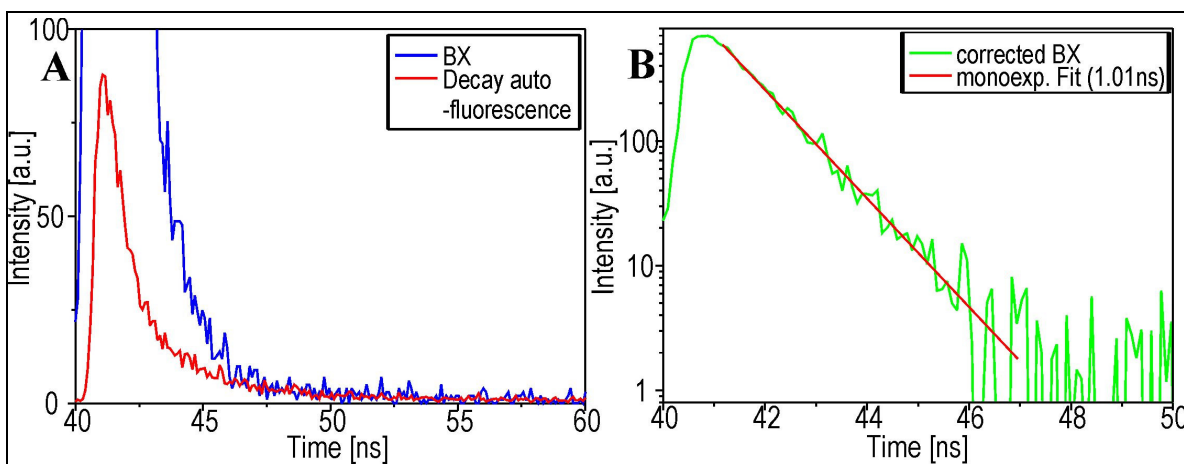 A
Intensity [a.u.]
100
50
0
BX
Decay auto
-fluorescence
40 45 50 55 60
Time [ns]
B
Intensity [a.u.]
100
10
1
corrected BX
monoexp. Fit (1.01ns)
40 42 44 46 48 50
Time [ns]